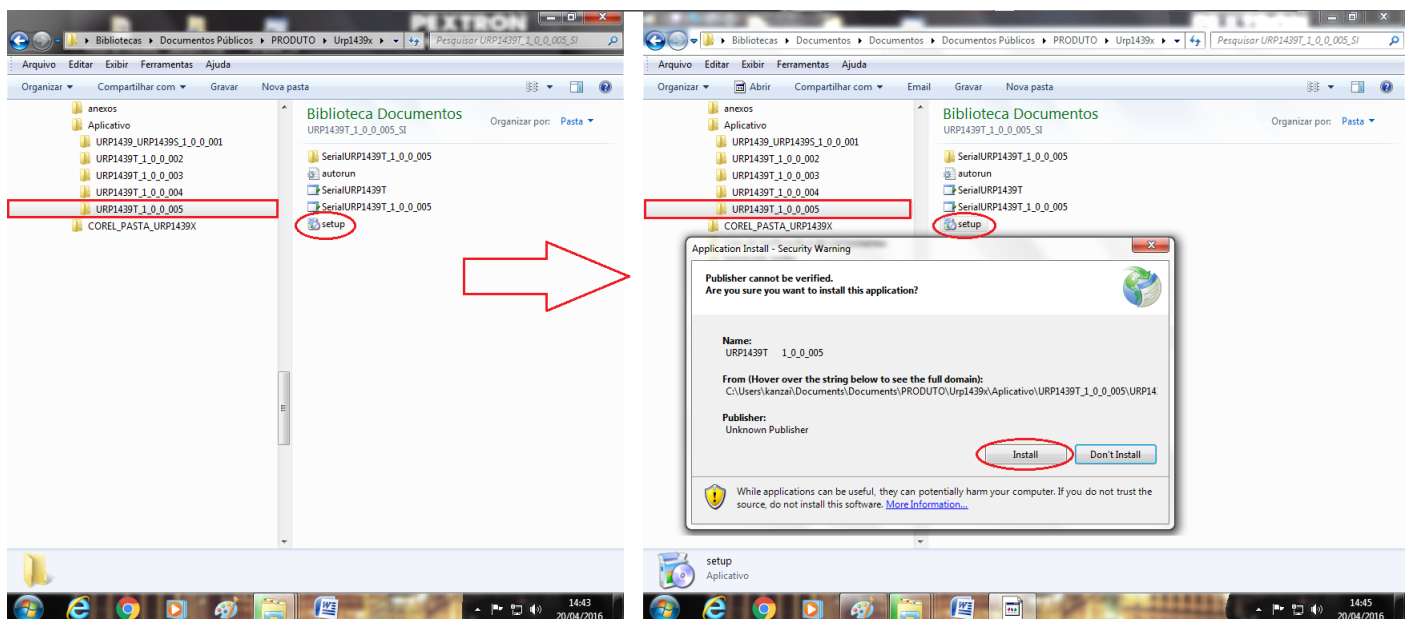 PEXTRON
Bibliotecas Documentos Públicos PRODUTO Urp1439x
Pesquisar URP1439T_1_0_0_005_SI
Arquivo Editar Exibir Ferramentas Ajuda
Organizar Compartilhar com Gravar Nova pasta
anexos
Aplicativo
URP1439_URP1439S_1_0_0_001
URP1439T_1_0_0_002
URP1439T_1_0_0_003
URP1439T_1_0_0_004
URP1439T_1_0_0_005
COREL_PASTA_URP1439X
Biblioteca Documentos
URP1439T_1_0_0_005_SI
Organizar por: Pasta
SerialURP1439T_1_0_0_005
autorun
SerialURP1439T
SerialURP1439T_1_0_0_005
setup
14:43
20/04/2016
Bibliotecas Documentos Documentos Documentos Públicos PRODUTO Urp1439x
Pesquisar URP1439T_1_0_0_005_SI
Arquivo Editar Exibir Ferramentas Ajuda
Organizar Abrir Compartilhar com Email Gravar Nova pasta
anexos
Aplicativo
URP1439_URP1439S_1_0_0_001
URP1439T_1_0_0_002
URP1439T_1_0_0_003
URP1439T_1_0_0_004
URP1439T_1_0_0_005
COREL_PASTA_URP1439X
Biblioteca Documentos
URP1439T_1_0_0_005_SI
Organizar por: Pasta
SerialURP1439T_1_0_0_005
autorun
SerialURP1439T
SerialURP1439T_1_0_0_005
setup
Application Install - Security Warning
Publisher cannot be verified.
Are you sure you want to install this application?
Name:
URP1439T 1_0_0_005
From (Hover over the string below to see the full domain):
C:\Users\kanzai\Documents\Documents\PRODUTO\Urp1439x\Aplicativo\URP1439T_1_0_0_005\URP14
Publisher:
Unknown Publisher
Install Don't Install
While applications can be useful, they can potentially harm your computer. If you do not trust the
source, do not install this software. More Information...
setup
Aplicativo
14:45
20/04/2016